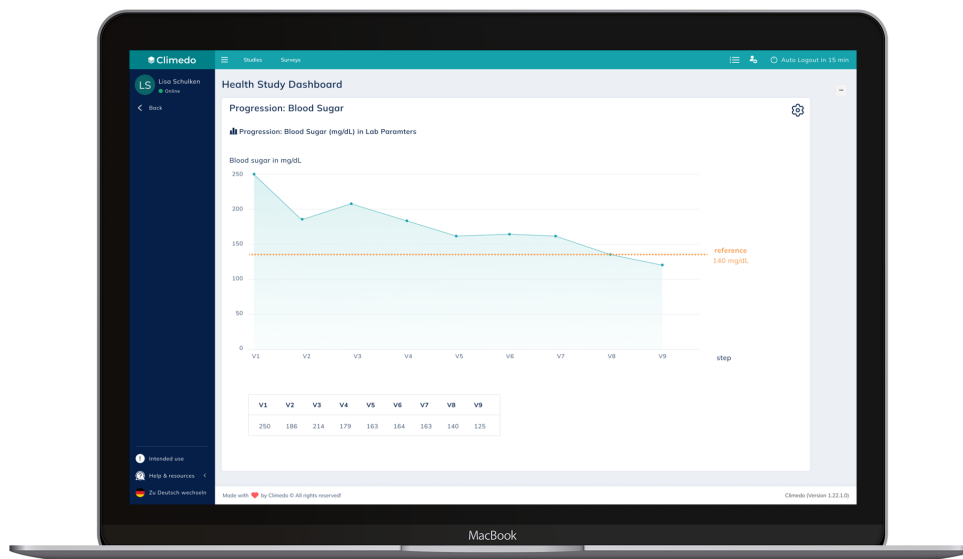 Climedo
Studies Surveys
Auto Logout in 15 min
LS
Lisa Schulken
Online
Back
Health Study Dashboard
Progression: Blood Sugar
Progression: Blood Sugar (mg/dL) in Lab Paramters
Blood sugar in mg/dL
250
200
150
100
50
0
reference
140 mg/dL
V1 V2 V3 V4 V5 V6 V7 V8 V9
step
V1 V2 V3 V4 V5 V6 V7 V8 V9
250 186 214 179 163 164 163 140 125
Intended use
Help & resources
Zu Deutsch wechseln
Made with ❤ by Climedo © All rights reserved!
Climedo (Version 1.22.1.0)
MacBook